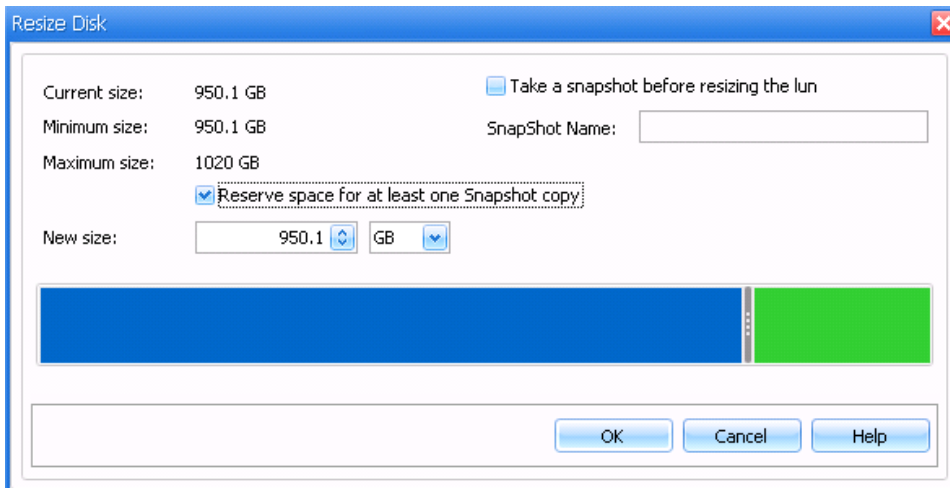 Resize Disk
Current size: 950.1 GB
Take a snapshot before resizing the lun
Minimum size: 950.1 GB
SnapShot Name:
Maximum size: 1020 GB
Reserve space for at least one Snapshot copy
New size: 950.1 GB
OK Cancel Help